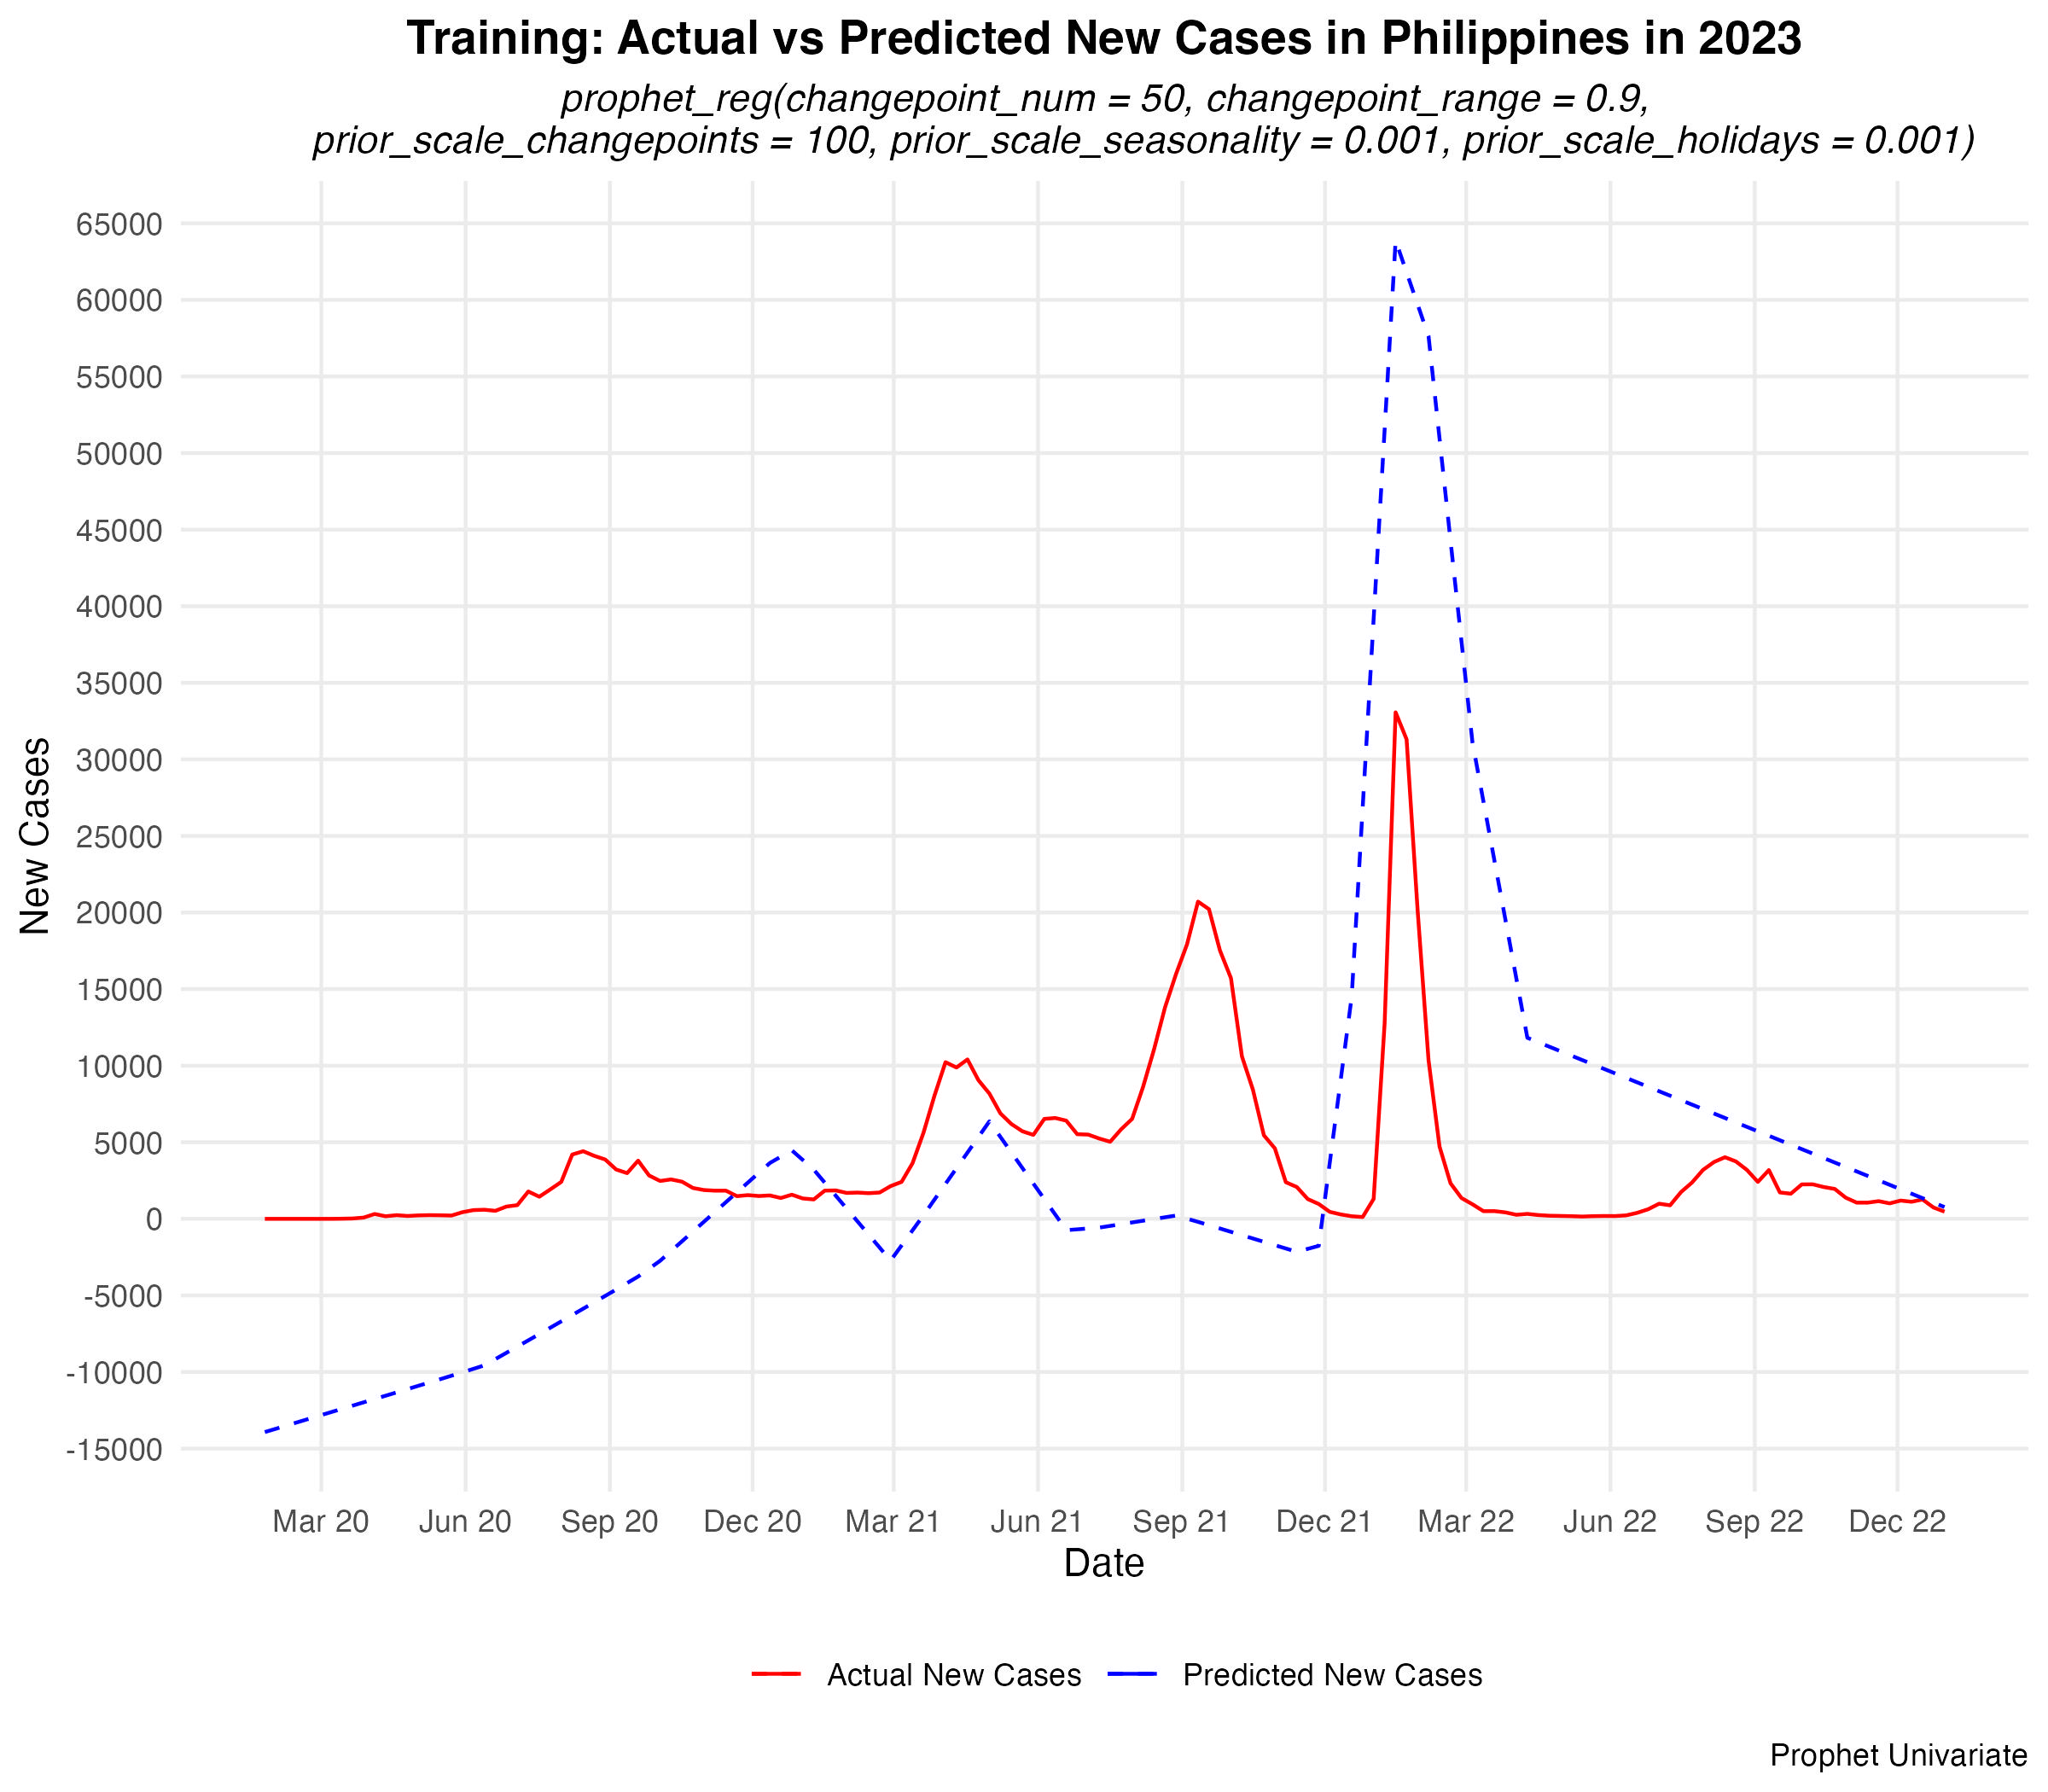 Training: Actual vs Predicted New Cases in Philippines in 2023
prophet_reg(changepoint_num = 50, changepoint_range = 0.9,
prior_scale_changepoints = 100, prior_scale_seasonality = 0.001, prior_scale_holidays = 0.001)
New Cases
65000
60000
55000
50000
45000
40000
35000
30000
25000
20000
15000
10000
5000
0
-5000
-10000
-15000
Mar 20 Jun 20 Sep 20 Dec 20 Mar 21 Jun 21 Sep 21 Dec 21 Mar 22 Jun 22 Sep 22 Dec 22
Date
Actual New Cases Predicted New Cases
Prophet Univariate